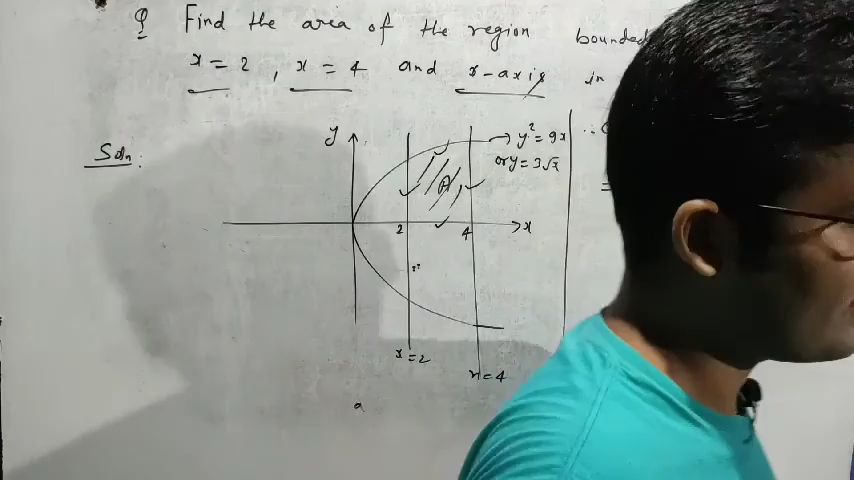 Q Find the area of the region bounded
x = 2 , x = 4 and x-axis in
Soln:
y
y² = 9x
or y = 3√x
A
2
4
x
x = 2
x = 4
a